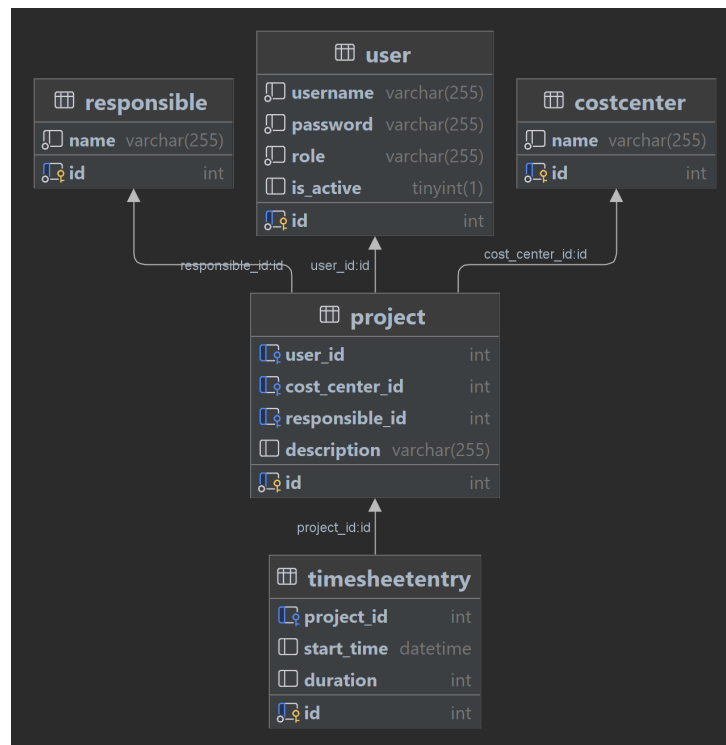 user
username varchar(255)
password varchar(255)
role varchar(255)
is_active tinyint(1)
id int
responsible
name varchar(255)
id int
costcenter
name varchar(255)
id int
responsible_id:id
user_id:id
cost_center_id:id
project
user_id int
cost_center_id int
responsible_id int
description varchar(255)
id int
project_id:id
timesheetentry
project_id int
start_time datetime
duration int
id int